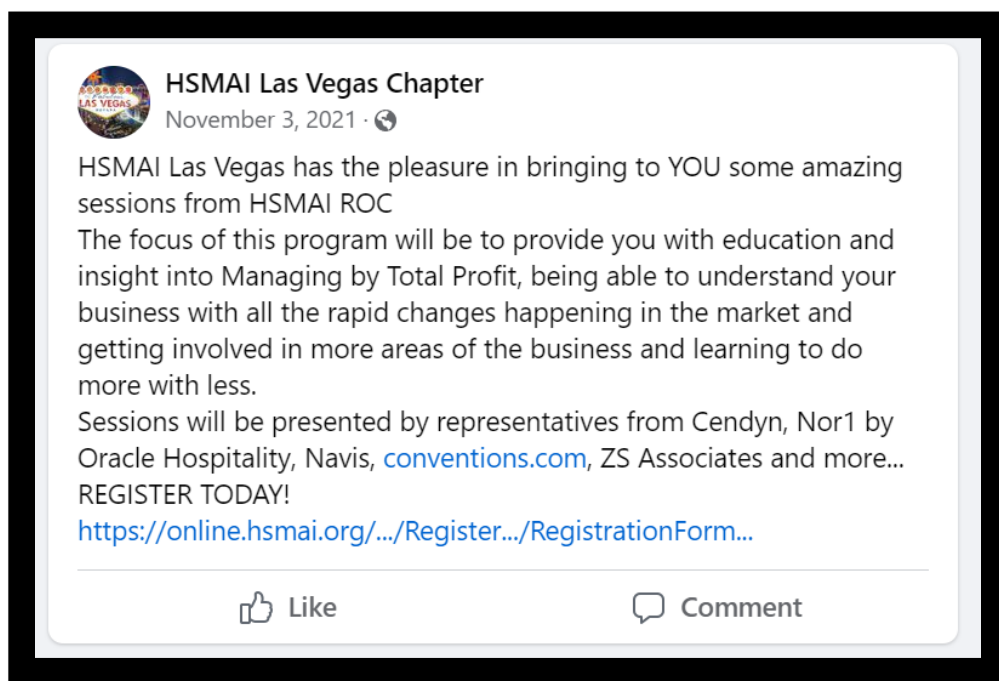 HSMAI Las Vegas Chapter
November 3, 2021 ·
HSMAI Las Vegas has the pleasure in bringing to YOU some amazing
sessions from HSMAI ROC
The focus of this program will be to provide you with education and
insight into Managing by Total Profit, being able to understand your
business with all the rapid changes happening in the market and
getting involved in more areas of the business and learning to do
more with less.
Sessions will be presented by representatives from Cendyn, Nor1 by
Oracle Hospitality, Navis, conventions.com, ZS Associates and more...
REGISTER TODAY!
https://online.hsmai.org/.../Register.../RegistrationForm...
Like
Comment
LAS VEGAS